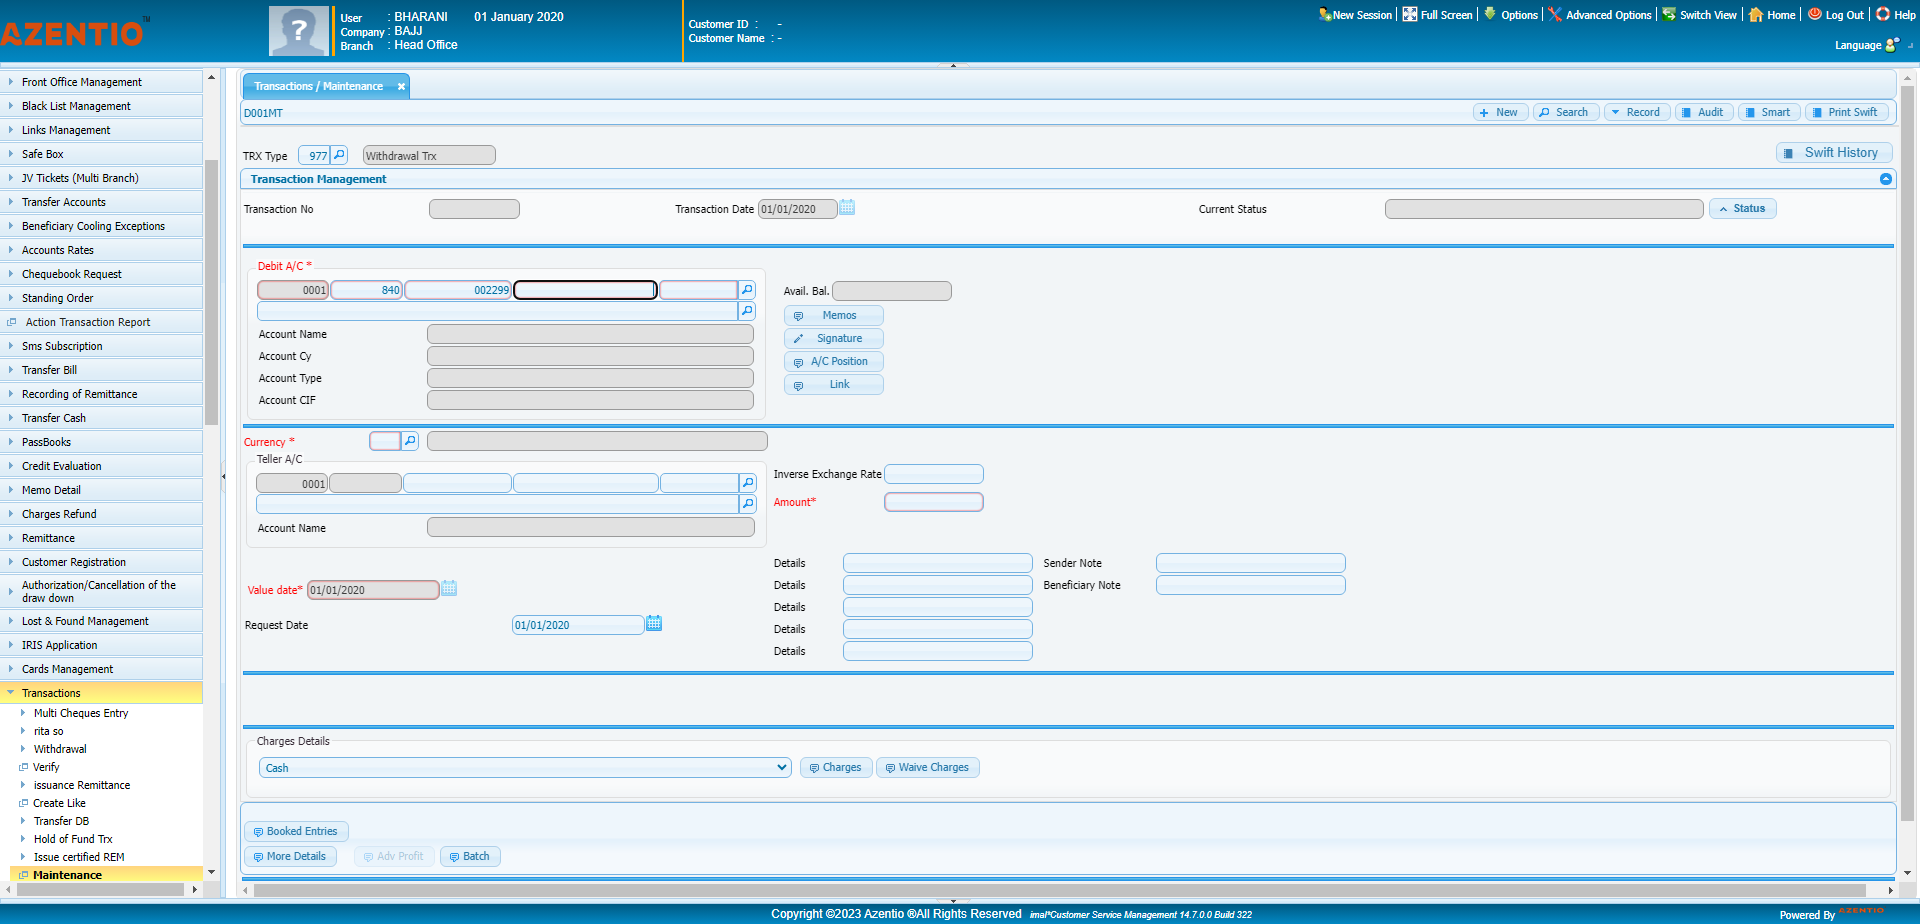 AZENTIO™
User : BHARANI 01 January 2020
Company : BAJJ
Branch : Head Office
Customer ID : -
Customer Name : -
New Session Full Screen Options Advanced Options Switch View Home Log Out Help
Language
Front Office Management
Black List Management
Links Management
Safe Box
JV Tickets (Multi Branch)
Transfer Accounts
Beneficiary Cooling Exceptions
Accounts Rates
Chequebook Request
Standing Order
Action Transaction Report
Sms Subscription
Transfer Bill
Recording of Remittance
Transfer Cash
PassBooks
Credit Evaluation
Memo Detail
Charges Refund
Remittance
Customer Registration
Authorization/Cancellation of the
draw down
Lost & Found Management
IRIS Application
Cards Management
Transactions
Multi Cheques Entry
rita so
Withdrawal
Verify
issuance Remittance
Create Like
Transfer DB
Hold of Fund Trx
Issue certified REM
Maintenance
Transactions / Maintenance
D001MT
New Search Record Audit Smart Print Swift
TRX Type 977 Withdrawal Trx
Swift History
Transaction Management
Transaction No Transaction Date 01/01/2020 Current Status Status
Debit A/C *
0001 840 002299
Account Name
Account Cy
Account Type
Account CIF
Avail. Bal.
Memos
Signature
A/C Position
Link
Currency *
Teller A/C
0001
Account Name
Inverse Exchange Rate
Amount*
Value date* 01/01/2020
Request Date 01/01/2020
Details Sender Note
Details Beneficiary Note
Details
Details
Details
Charges Details
Cash Charges Waive Charges
Booked Entries
More Details Adv Profit Batch
Copyright ©2023 Azentio ®All Rights Reserved imal*Customer Service Management 14.7.0.0 Build 322
Powered By AZENTIO